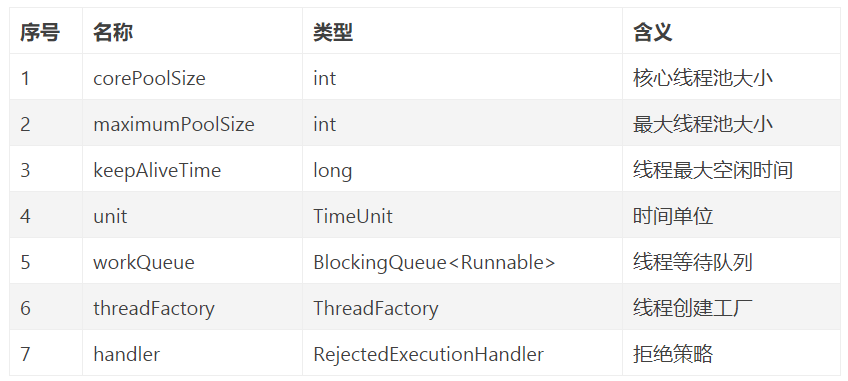 序号 名称 类型 含义
1 corePoolSize int 核心线程池大小
2 maximumPoolSize int 最大线程池大小
3 keepAliveTime long 线程最大空闲时间
4 unit TimeUnit 时间单位
5 workQueue BlockingQueue<Runnable> 线程等待队列
6 threadFactory ThreadFactory 线程创建工厂
7 handler RejectedExecutionHandler 拒绝策略